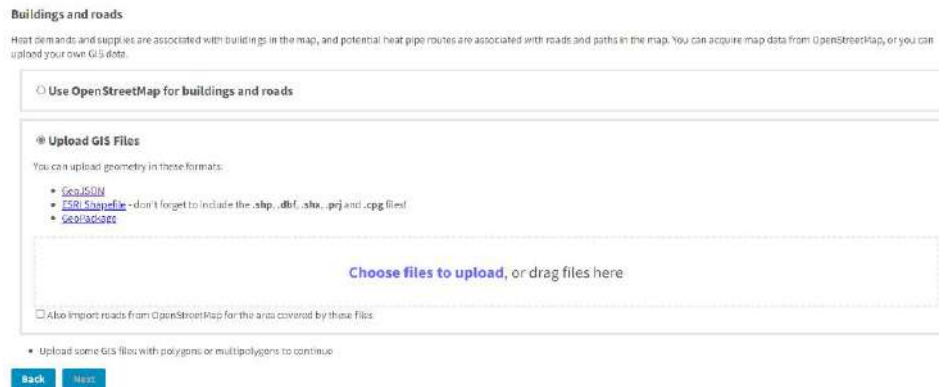 Buildings and roads
Heat demands and supplies are associated with buildings in the map, and potential heat pipe routes are associated with roads and paths in the map. You can acquire map data from OpenStreetMap, or you can
upload your own GIS data.
Use OpenStreetMap for buildings and roads
Upload GIS Files
You can upload geometry in these formats:
• GeoJSON
• ESRI Shapefile - don't forget to include the .shp, .dbf, .shx, .prj and .cpg files!
• GeoPackage
Choose files to upload, or drag files here
Also import roads from OpenStreetMap for the area covered by these files
• Upload some GIS files with polygons or multipolygons to continue
Back Next